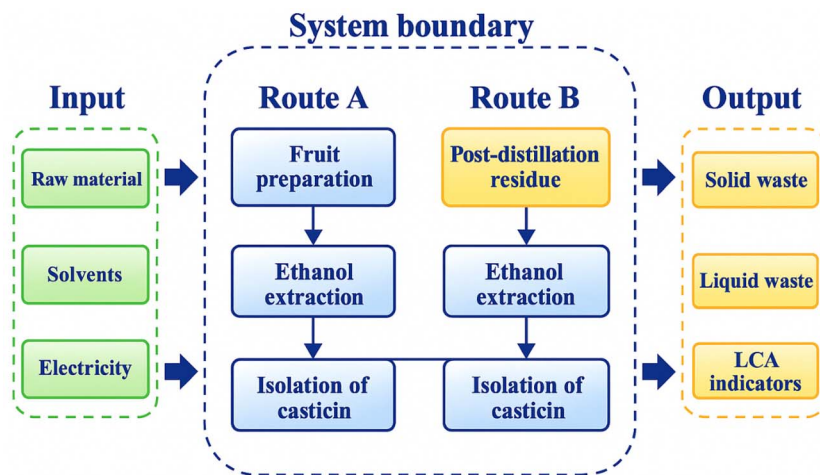 System boundary
Input
Route A
Route B
Output
Raw material
Fruit
preparation
Post-distillation
residue
Solid waste
Solvents
Ethanol
extraction
Ethanol
extraction
Liquid waste
Electricity
Isolation of
casticin
Isolation of
casticin
LCA
indicators